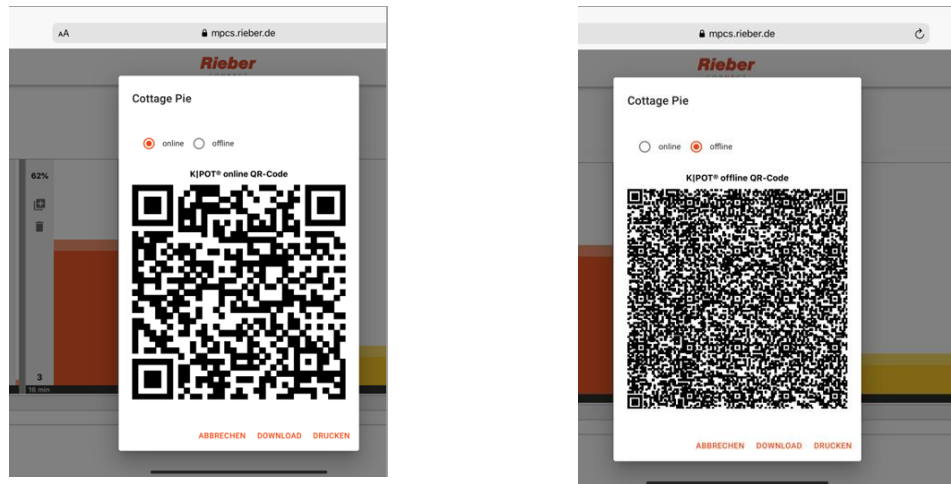 AA
mpcs.rieber.de
Rieber
Cottage Pie
online
offline
K|POT® online QR-Code
62%
3
16 min
ABBRECHEN
DOWNLOAD
DRUCKEN
mpcs.rieber.de
Rieber
Cottage Pie
online
offline
K|POT® offline QR-Code
ABBRECHEN
DOWNLOAD
DRUCKEN